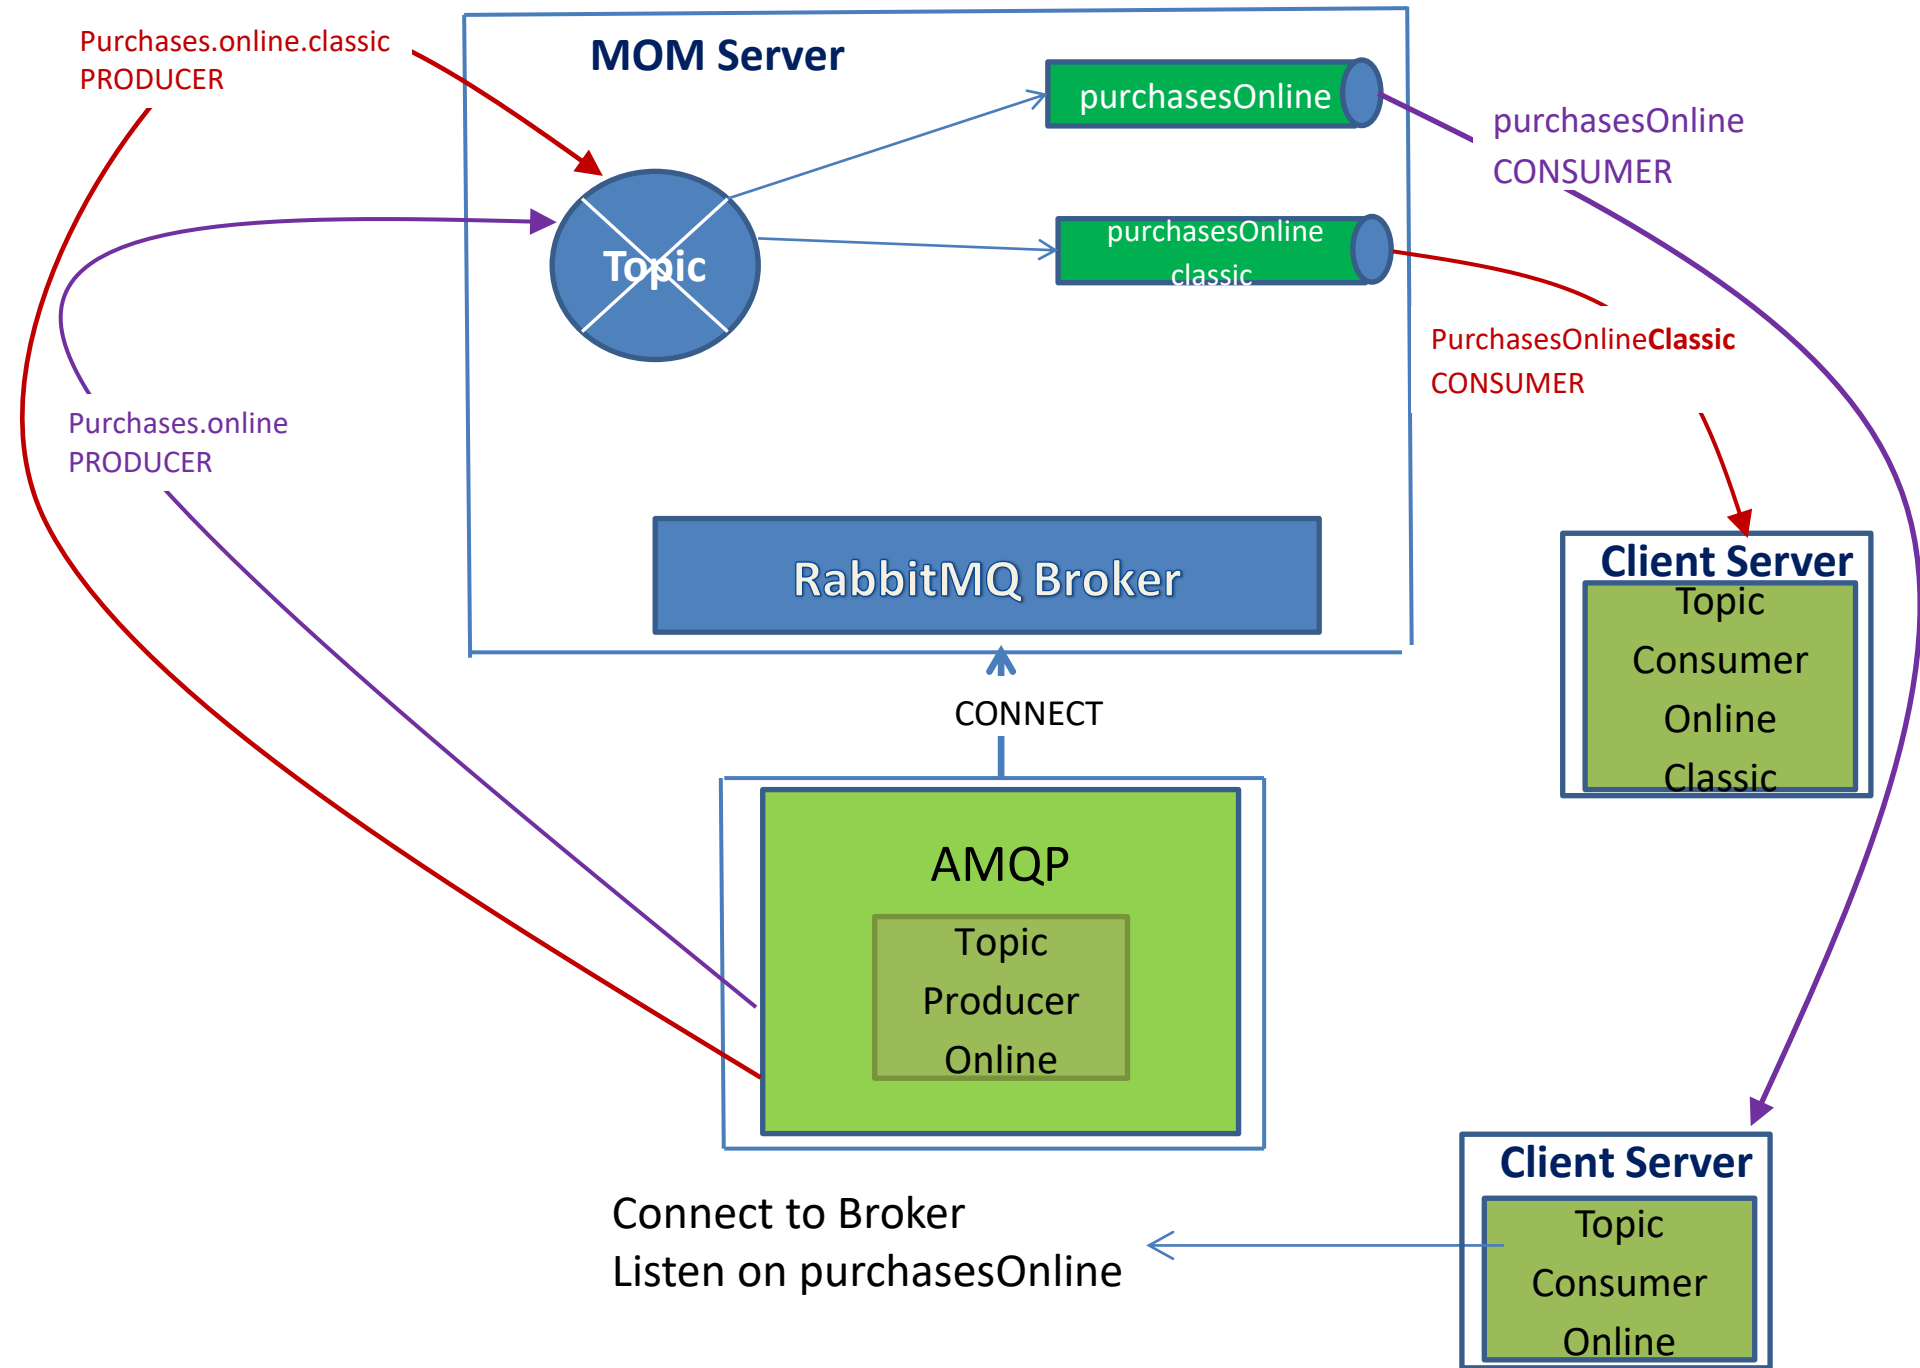 Purchases.online.classic
PRODUCER
MOM Server
purchasesOnline
purchasesOnline
CONSUMER
Topic
purchasesOnline
classic
PurchasesOnlineClassic
CONSUMER
Purchases.online
PRODUCER
RabbitMQ Broker
Client Server
Topic
Consumer
Online
Classic
CONNECT
AMQP
Topic
Producer
Online
Client Server
Topic
Consumer
Online
Connect to Broker
Listen on purchasesOnline